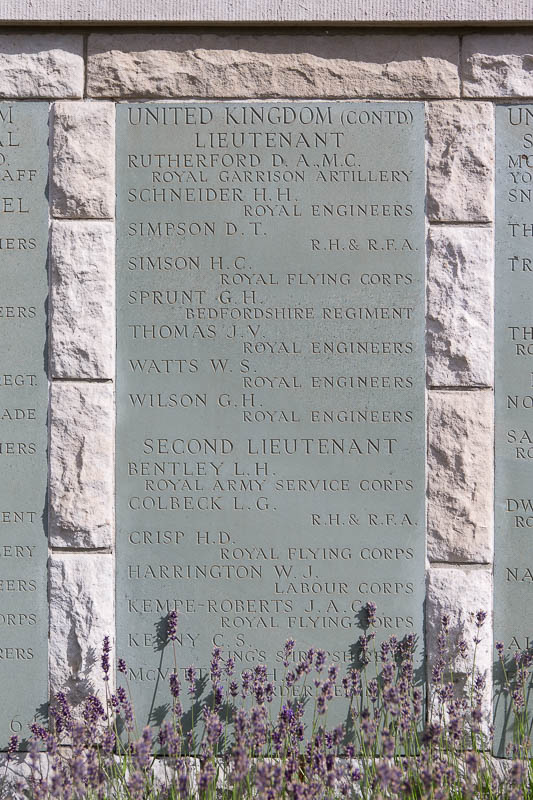 UNITED KINGDOM (CONTD)
LIEUTENANT
RUTHERFORD D. A., M.C.
ROYAL GARRISON ARTILLERY
SCHNEIDER H. H.
ROYAL ENGINEERS
SIMPSON D. T.
R.H. & R.F.A.
SIMSON H. C.
ROYAL FLYING CORPS
SPRUNT G. H.
BEDFORDSHIRE REGIMENT
THOMAS J. V.
ROYAL ENGINEERS
WATTS W. S.
ROYAL ENGINEERS
WILSON G. H.
ROYAL ENGINEERS
SECOND LIEUTENANT
BENTLEY L. H.
ROYAL ARMY SERVICE CORPS
COLBECK L. G.
R.H. & R.F.A.
CRISP H. D.
ROYAL FLYING CORPS
HARRINGTON W. J.
LABOUR CORPS
KEMPE-ROBERTS J. A.
ROYAL FLYING CORPS
C. S.